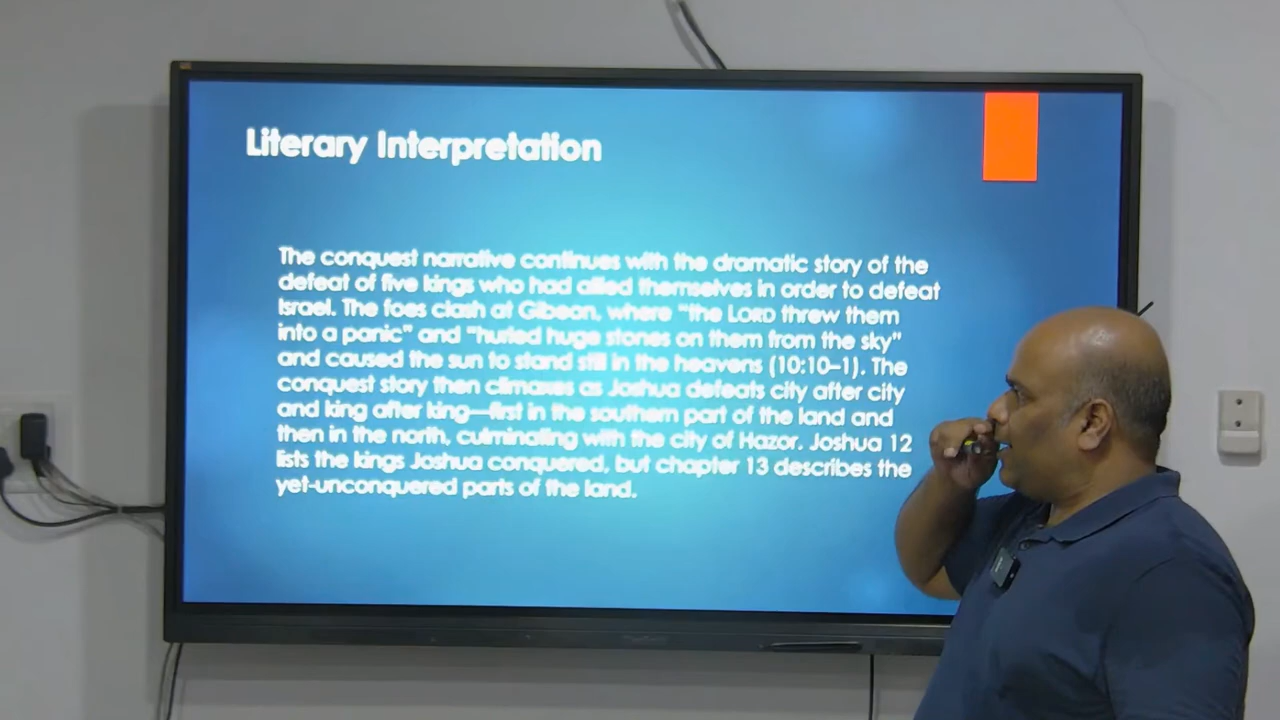 Literary Interpretation
The conquest narrative continues with the dramatic story of the
defeat of five kings who had allied themselves in order to defeat
Israel. The foes clash at Gibeon, where “the LORD threw them
into a panic” and “hurled huge stones on them from the sky”
and caused the sun to stand still in the heavens (10:10–1). The
conquest story then climaxes as Joshua defeats city after city
and king after king—first in the southern part of the land and
then in the north, culminating with the city of Hazor. Joshua 12
lists the kings Joshua conquered, but chapter 13 describes the
yet-unconquered parts of the land.